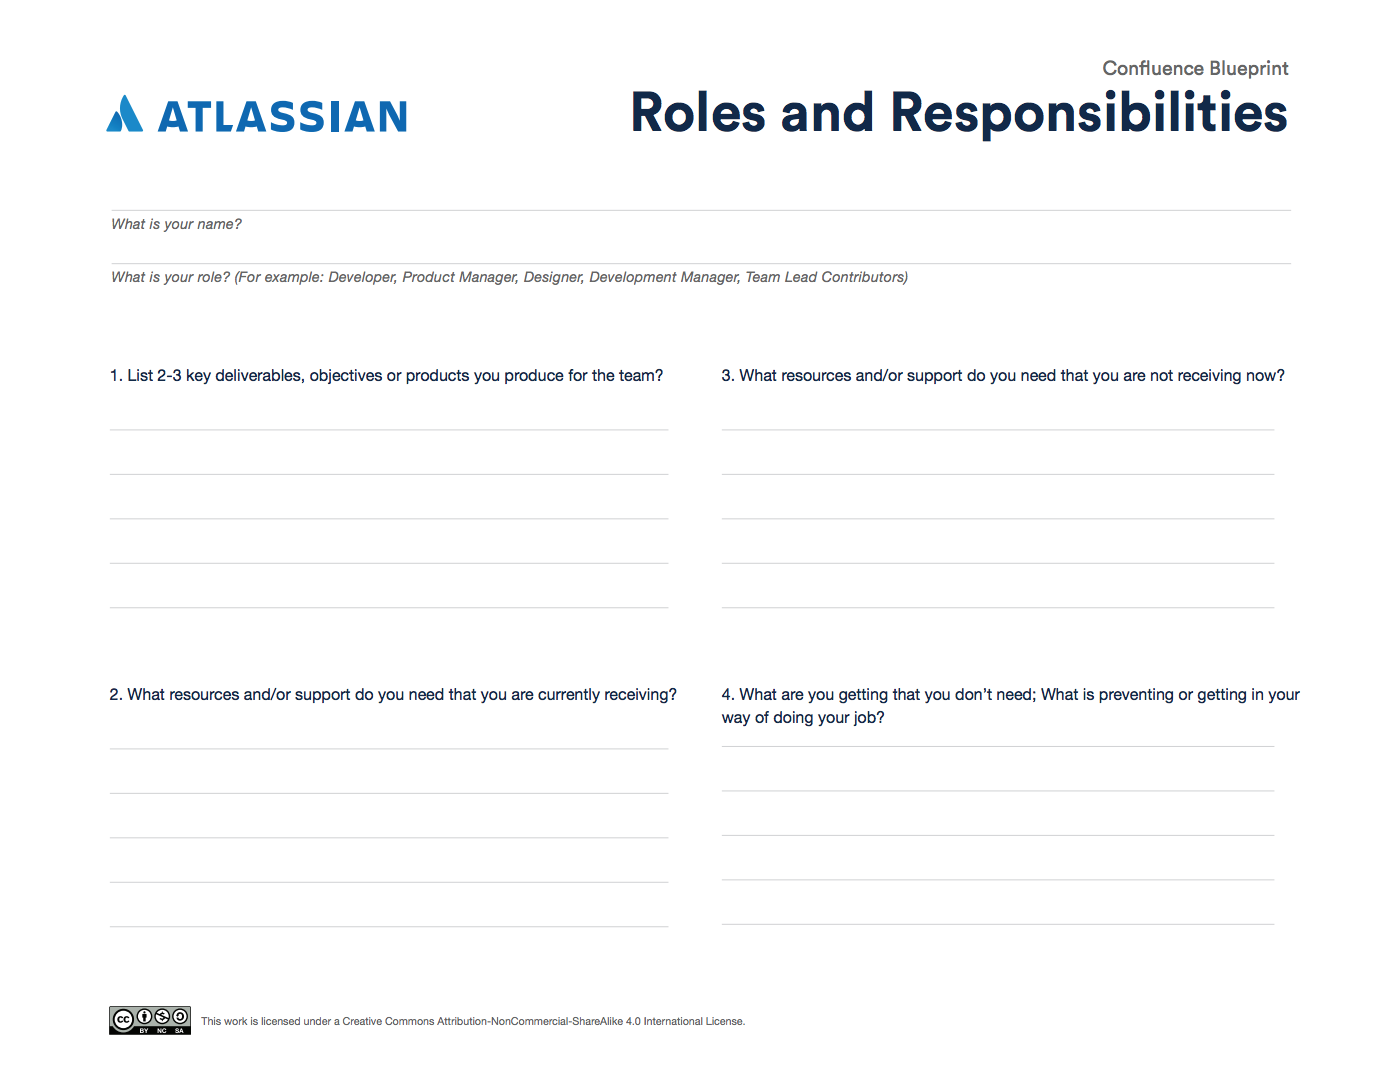 Confluence Blueprint
ATLASSIAN
Roles and Responsibilities
What is your name?
What is your role? (For example: Developer, Product Manager, Designer, Development Manager, Team Lead Contributors)
1. List 2-3 key deliverables, objectives or products you produce for the team?
2. What resources and/or support do you need that you are currently receiving?
3. What resources and/or support do you need that you are not receiving now?
4. What are you getting that you don’t need; What is preventing or getting in your
way of doing your job?
cc BY NC SA
This work is licensed under a Creative Commons Attribution-NonCommercial-ShareAlike 4.0 International License.